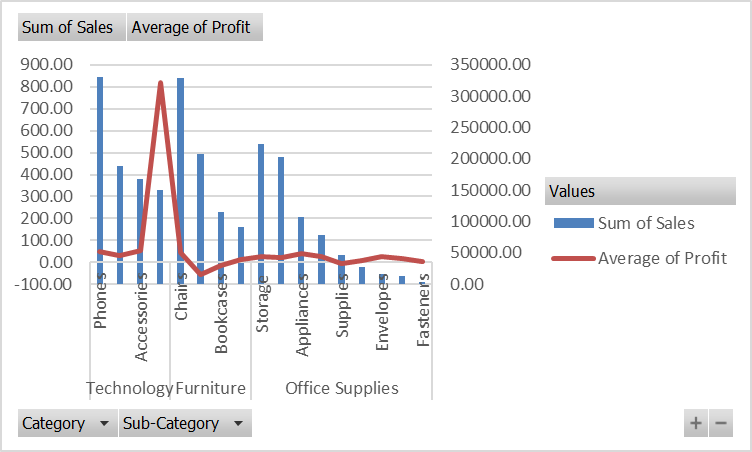 Sum of Sales Average of Profit
900.00
800.00
700.00
600.00
500.00
400.00
300.00
200.00
100.00
0.00
-100.00
350000.00
300000.00
250000.00
200000.00
150000.00
100000.00
50000.00
0.00
Values
Sum of Sales
Average of Profit
Phones
Accessories
Chairs
Bookcases
Storage
Appliances
Supplies
Envelopes
Fasteners
Technology Furniture Office Supplies
Category Sub-Category
+ −